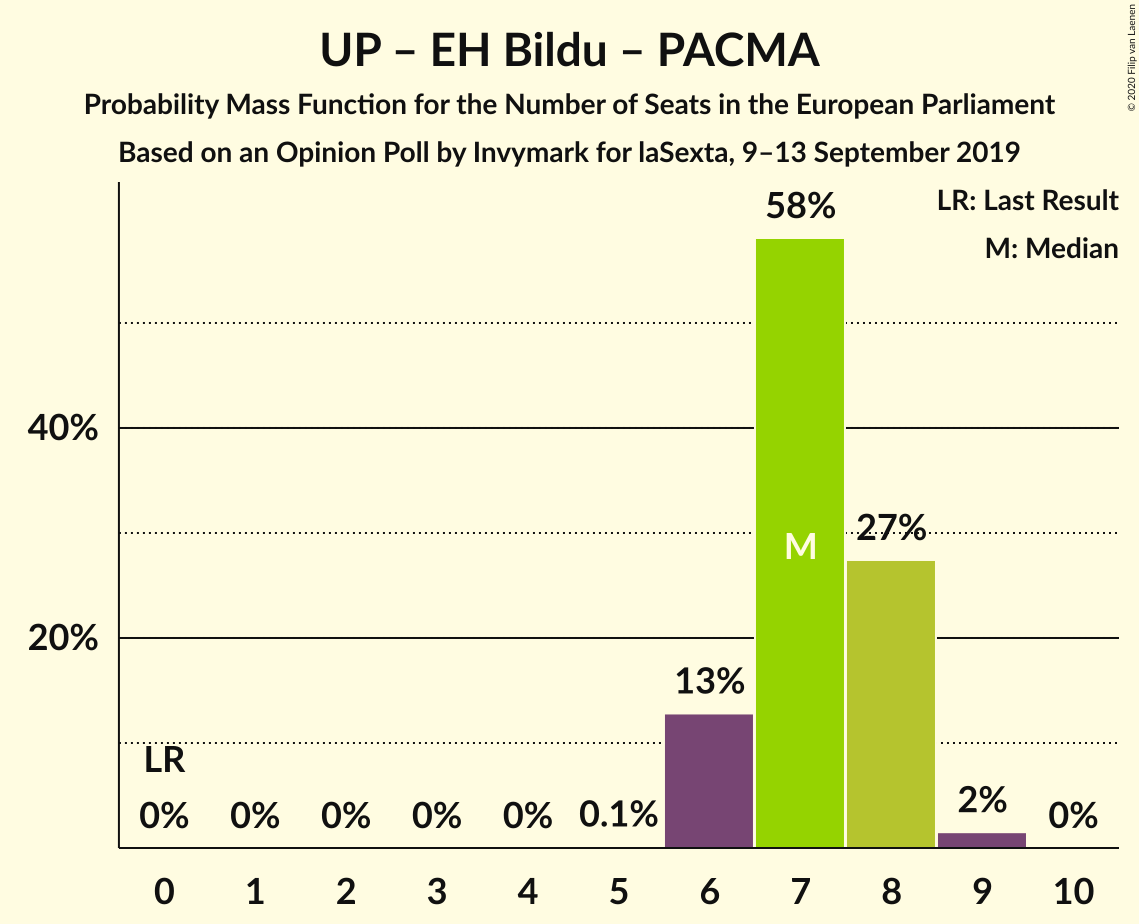 UP – EH Bildu – PACMA
Probability Mass Function for the Number of Seats in the European Parliament
Based on an Opinion Poll by Invymark for laSexta, 9–13 September 2019
© 2020 Filip van Laenen
LR: Last Result
M: Median
58%
40%
27%
M
20%
13%
LR
0% 0% 0% 0% 0% 0.1% 2% 0%
0 1 2 3 4 5 6 7 8 9 10